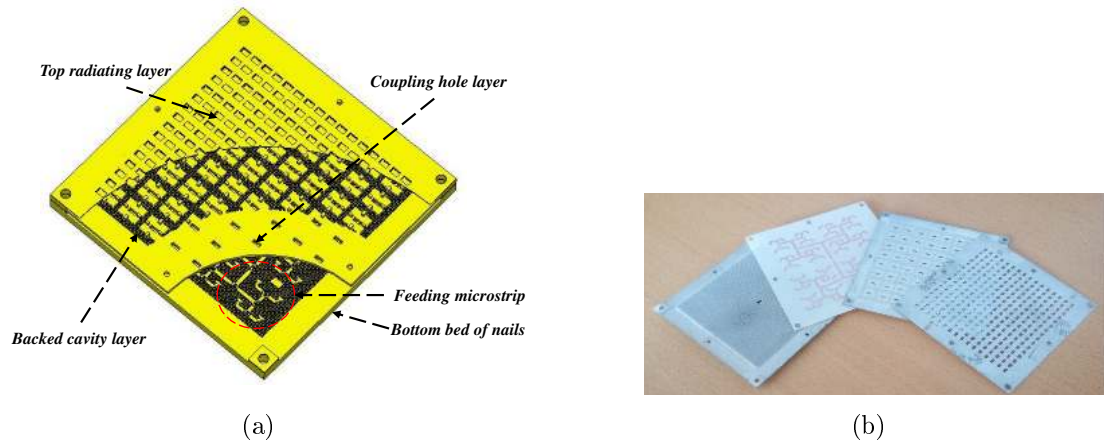 Top radiating layer
Coupling hole layer
Feeding microstrip
Bottom bed of nails
Backed cavity layer
(a)
(b)